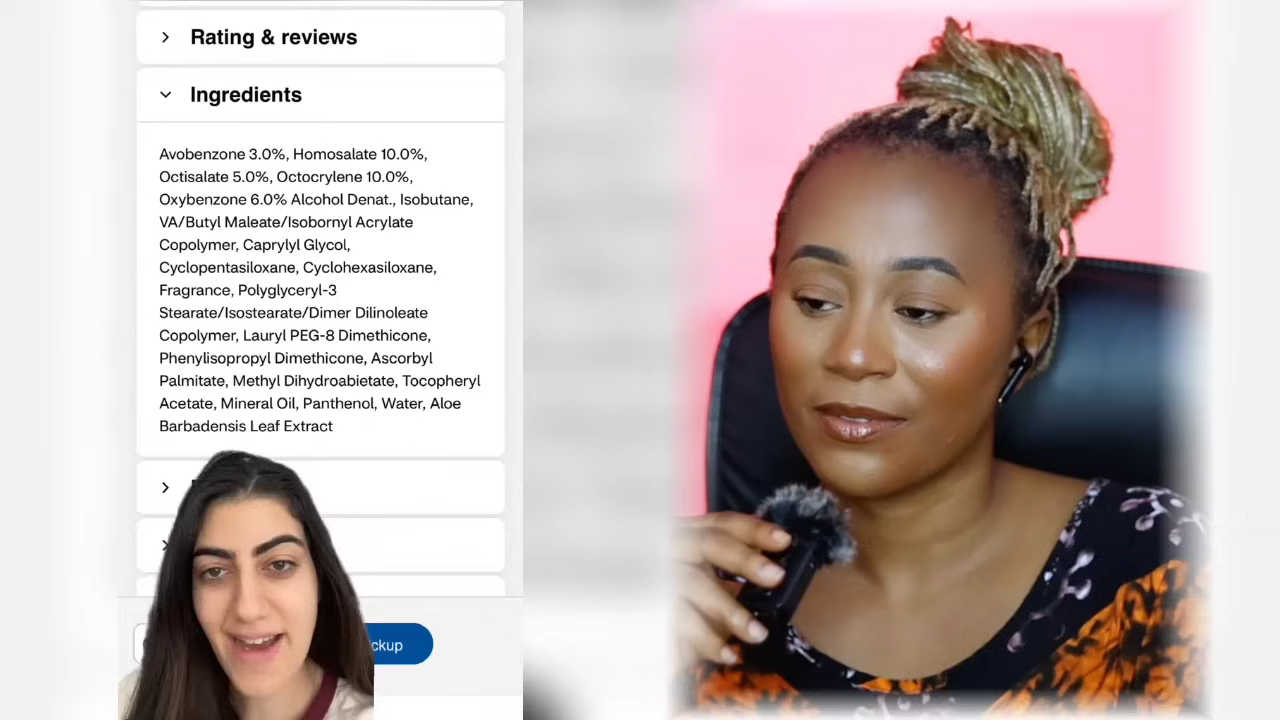 Rating & reviews
Ingredients
Avobenzone 3.0%, Homosalate 10.0%,
Octisalate 5.0%, Octocrylene 10.0%,
Oxybenzone 6.0% Alcohol Denat., Isobutane,
VA/Butyl Maleate/Isobornyl Acrylate
Copolymer, Caprylyl Glycol,
Cyclopentasiloxane, Cyclohexasiloxane,
Fragrance, Polyglyceryl-3
Stearate/Isostearate/Dimer Dilinoleate
Copolymer, Lauryl PEG-8 Dimethicone,
Phenylisopropyl Dimethicone, Ascorbyl
Palmitate, Methyl Dihydroabietate, Tocopheryl
Acetate, Mineral Oil, Panthenol, Water, Aloe
Barbadensis Leaf Extract
ckup